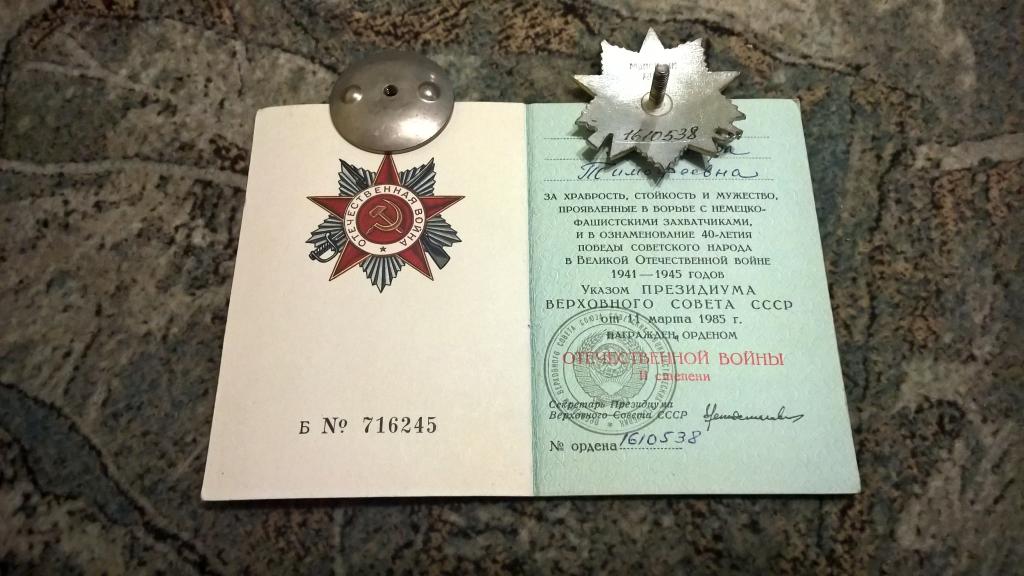 ОТЕЧЕСТВЕННАЯ ВОЙНА
Б № 716245
1610538
Тимофеевна
ЗА ХРАБРОСТЬ, СТОЙКОСТЬ И МУЖЕСТВО,
ПРОЯВЛЕННЫЕ В БОРЬБЕ С НЕМЕЦКО-
ФАШИСТСКИМИ ЗАХВАТЧИКАМИ,
И В ОЗНАМЕНОВАНИЕ 40-ЛЕТИЯ
ПОБЕДЫ СОВЕТСКОГО НАРОДА
В ВЕЛИКОЙ ОТЕЧЕСТВЕННОЙ ВОЙНЕ
1941—1945 ГОДОВ
Указом ПРЕЗИДИУМА
ВЕРХОВНОГО СОВЕТА СССР
от 11 марта 1985 г.
НАГРАЖДЕН ОРДЕНОМ
ОТЕЧЕСТВЕННОЙ ВОЙНЫ
II степени
Секретарь Президиума
Верховного Совета СССР
№ ордена 1610538